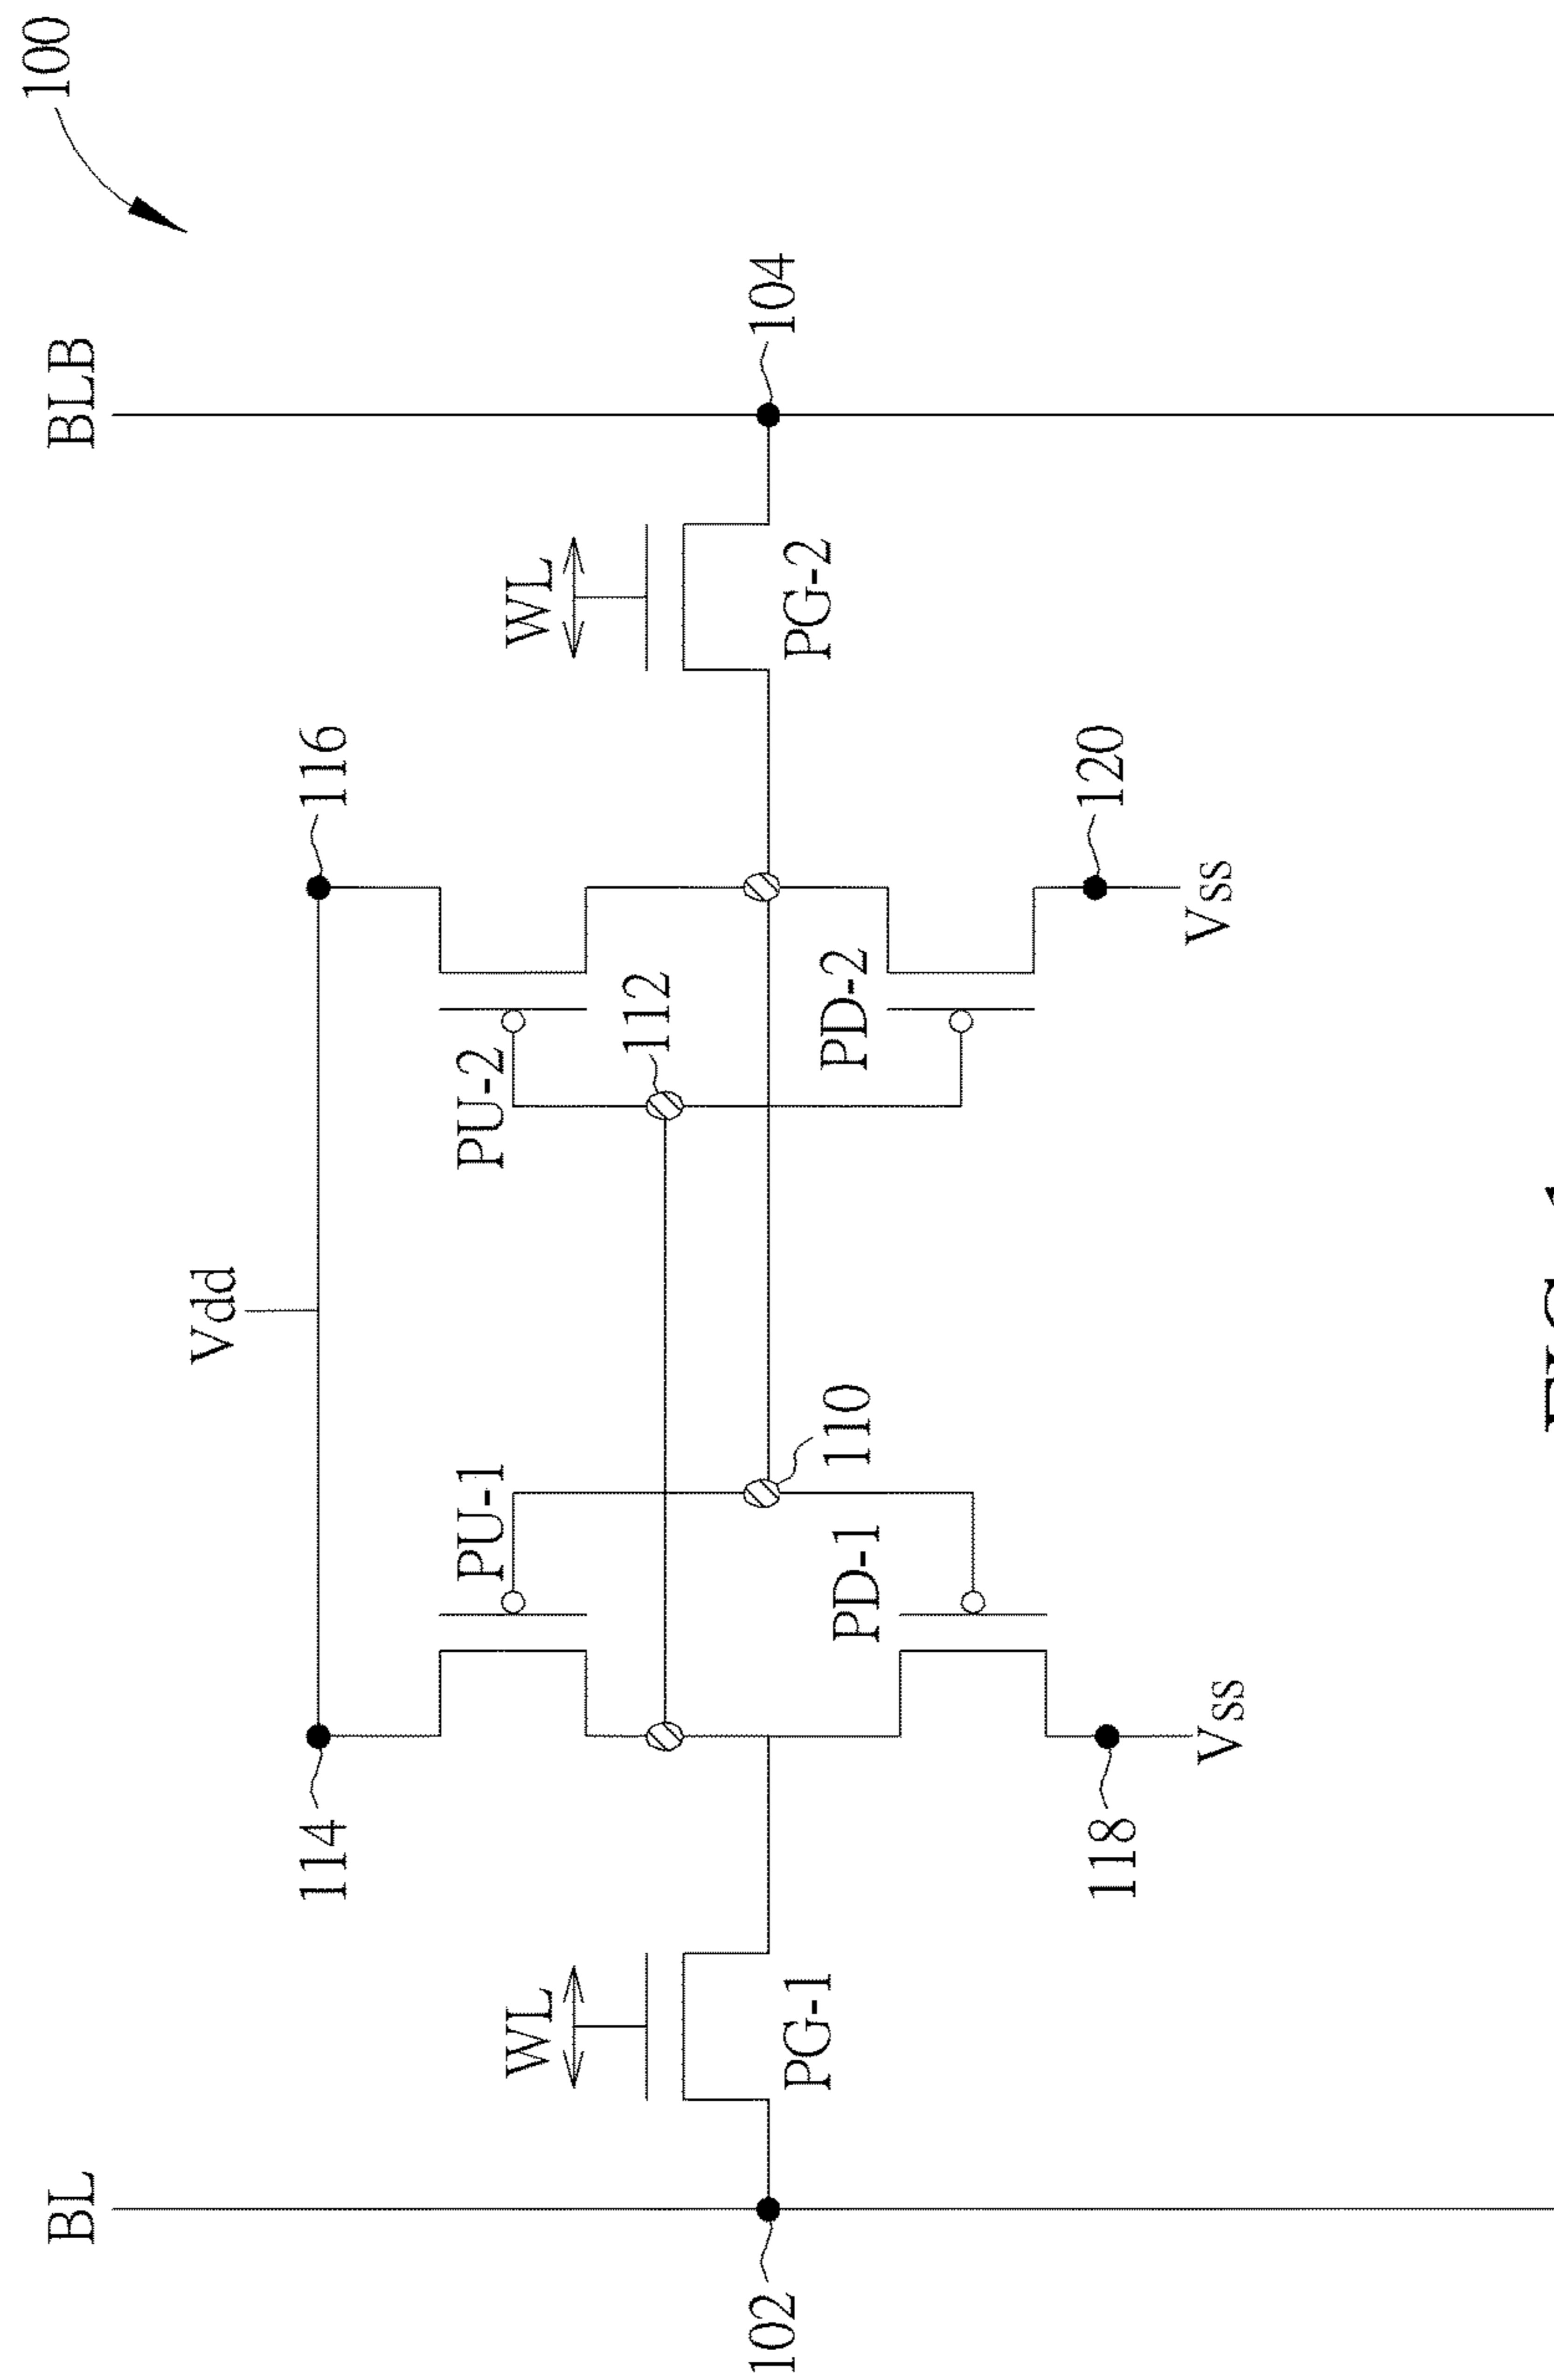 100
BL
BLB
Vdd
114
116
PU-1
PU-2
WL
WL
112
102
104
PG-1
PG-2
PD-1
110
PD-2
118
120
Vss
Vss